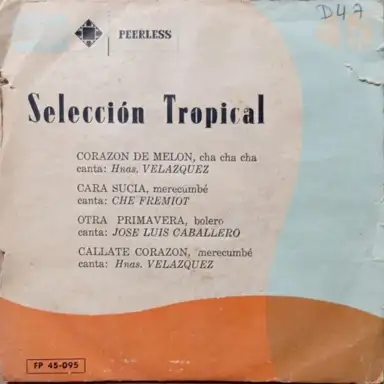 D47
PEERLESS
Selección Tropical
CORAZON DE MELON, cha cha cha
canta: Hnas. VELAZQUEZ
CARA SUCIA, merecumbé
canta: CHE FREMIOT
OTRA PRIMAVERA, bolero
canta: JOSE LUIS CABALLERO
CALLATE CORAZON, merecumbé
canta: Hnas. VELAZQUEZ
FP 45-095